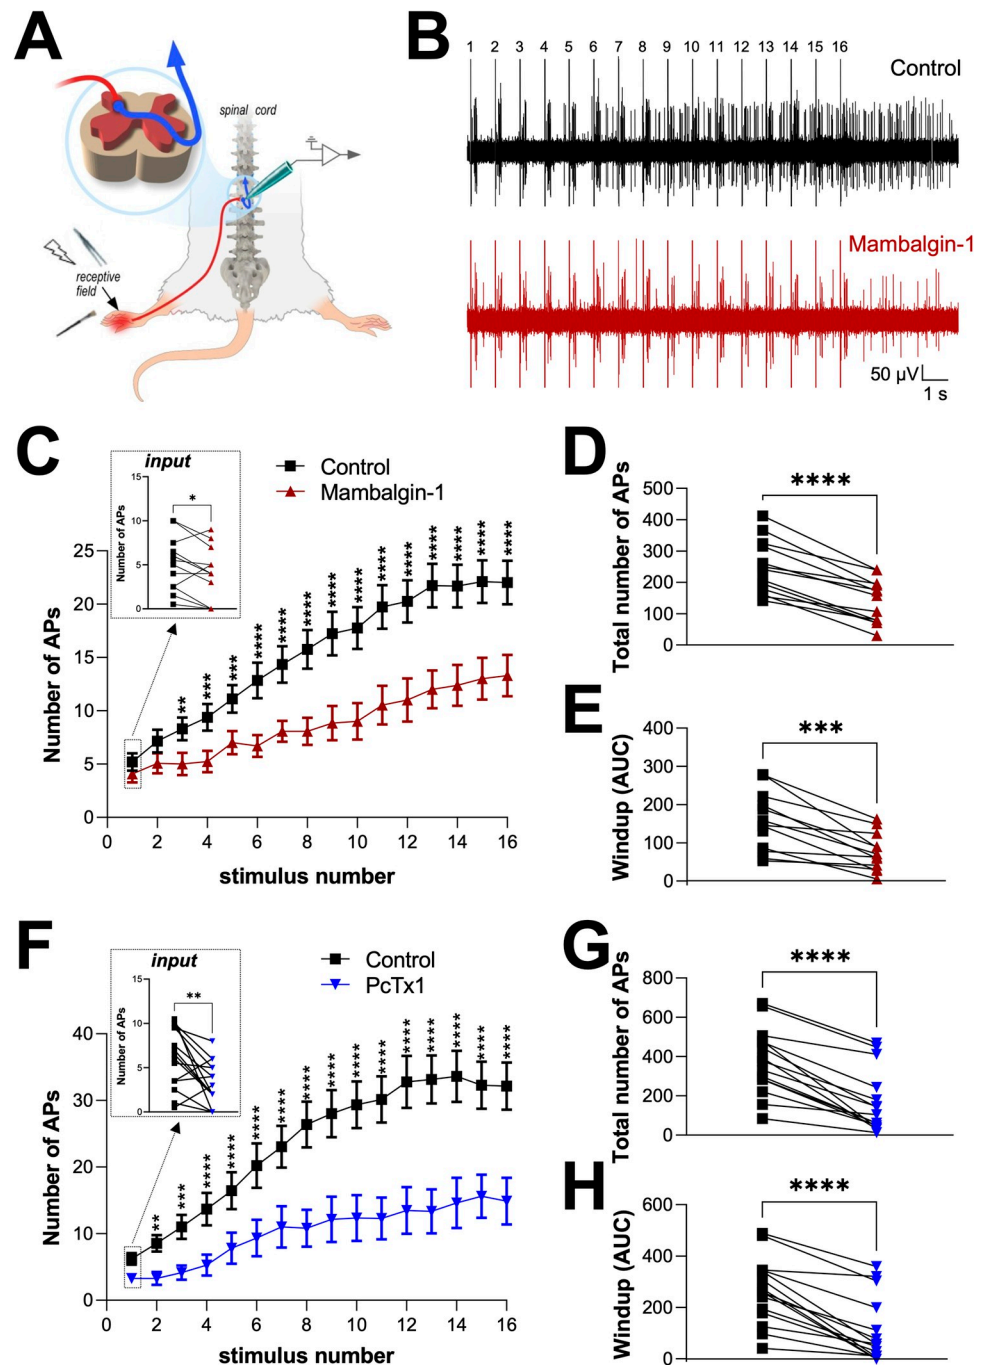 A
spinal cord
receptive
field
B
1 2 3 4 5 6 7 8 9 10 11 12 13 14 15 16
Control
Mambalgin-1
50 µV
1 s
C
input
Number of APs
15
10
5
0
*
Control
Mambalgin-1
Number of APs
25
20
15
10
5
0
** *** *** **** **** **** **** **** **** **** **** **** **** ****
0 2 4 6 8 10 12 14 16
stimulus number
D
Total number of APs
500
400
300
200
100
0
****
E
Windup (AUC)
400
300
200
100
0
***
F
input
Number of APs
15
10
5
0
**
Control
PcTx1
Number of APs
40
30
20
10
0
** *** **** **** **** **** **** **** **** **** **** **** **** **** ****
0 2 4 6 8 10 12 14 16
stimulus number
G
Total number of APs
800
600
400
200
0
****
H
Windup (AUC)
600
400
200
0
****